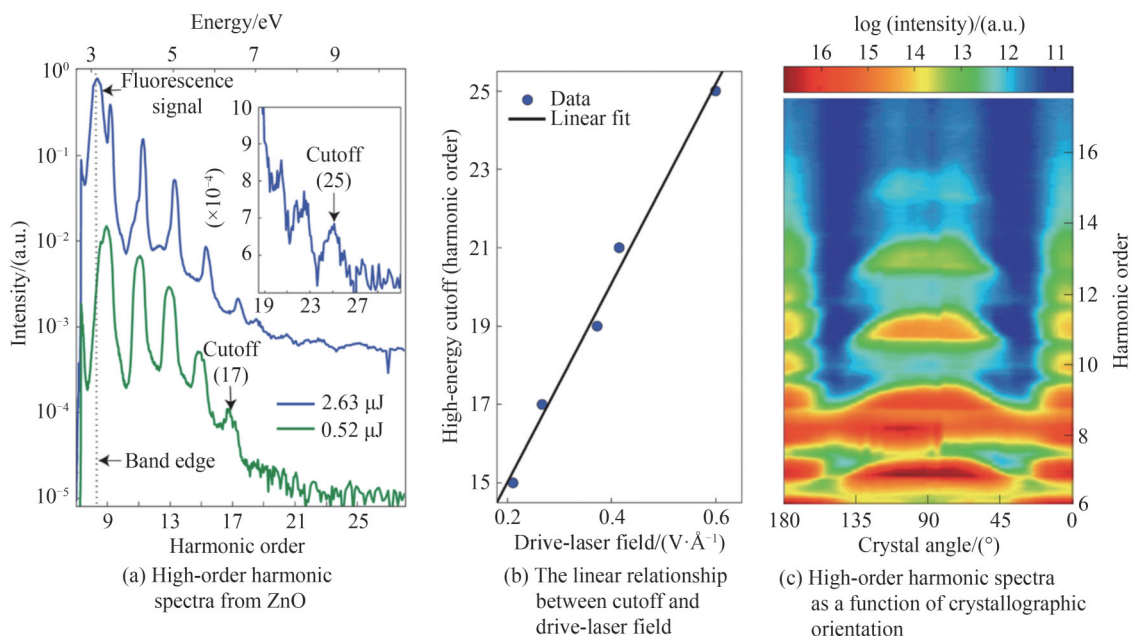 Energy/eV
3 5 7 9
10⁰
10⁻¹
10⁻²
10⁻³
10⁻⁴
10⁻⁵
Intensity/(a.u.)
Fluorescence
signal
10
9
8
7
6
(×10⁻⁴)
Cutoff
(25)
19 23 25 27
Cutoff
(17)
2.63 μJ
0.52 μJ
Band edge
9 13 17 21 25
Harmonic order
(a) High-order harmonic
spectra from ZnO
High-energy cutoff (harmonic order)
25
23
21
19
17
15
Data
Linear fit
0.2 0.4 0.6
Drive-laser field/(V·Å⁻¹)
(b) The linear relationship
between cutoff and
drive-laser field
log (intensity)/(a.u.)
16 15 14 13 12 11
16
14
12
10
8
6
Harmonic order
180 135 90 45 0
Crystal angle/(°)
(c) High-order harmonic spectra
as a function of crystallographic
orientation